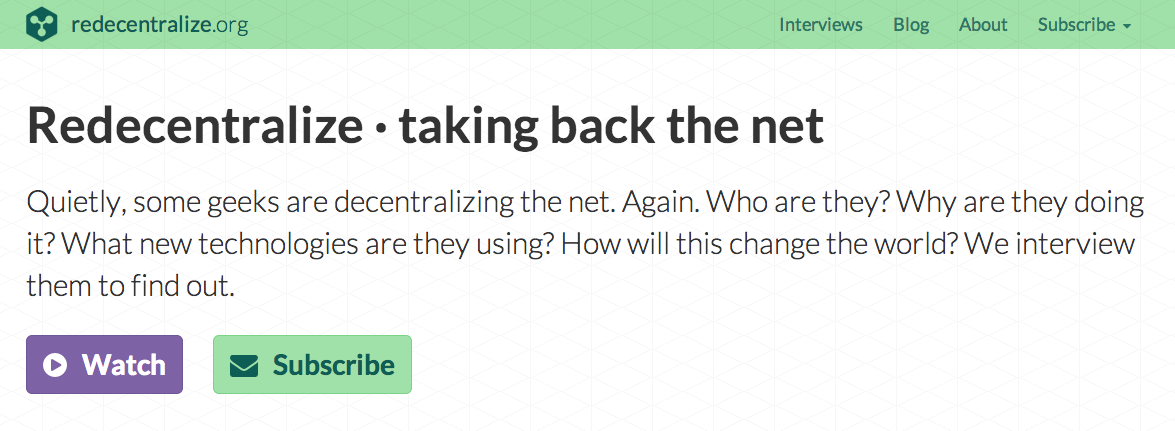 redecentralize.org
Interviews Blog About Subscribe
Redecentralize · taking back the net
Quietly, some geeks are decentralizing the net. Again. Who are they? Why are they doing
it? What new technologies are they using? How will this change the world? We interview
them to find out.
Watch Subscribe